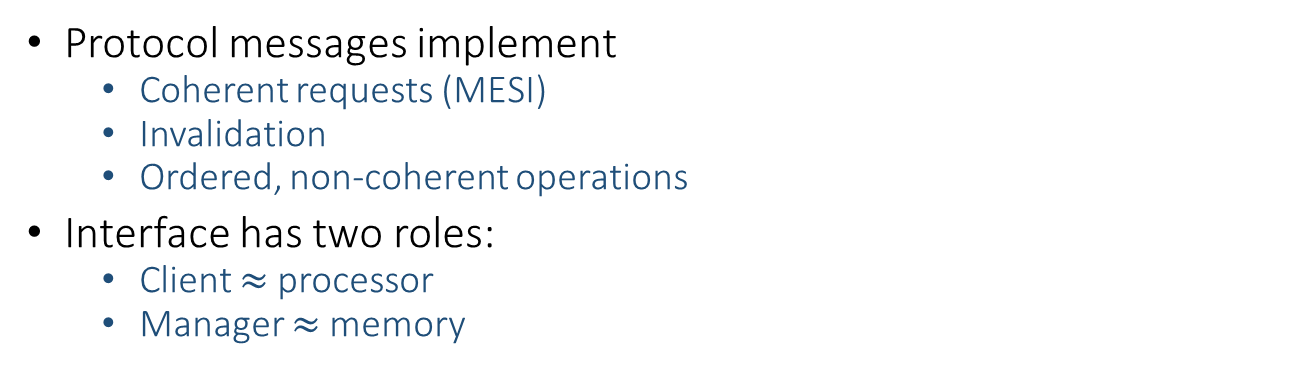 • Protocol messages implement
• Coherent requests (MESI)
• Invalidation
• Ordered, non-coherent operations
• Interface has two roles:
• Client ≈ processor
• Manager ≈ memory